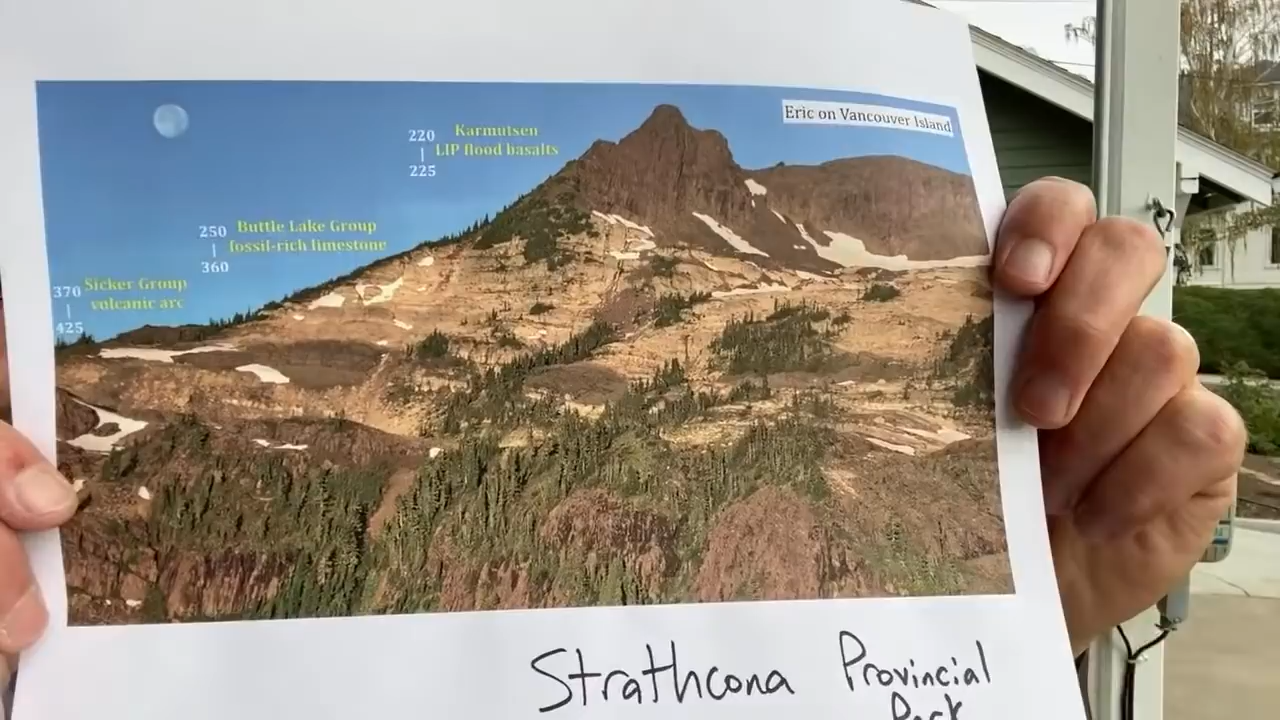 Eric on Vancouver Island
220 Karmutsen
| LIP flood basalts
225
250 Buttle Lake Group
| fossil-rich limestone
360
370 Sicker Group
| volcanic arc
425
Strathcona Provincial
Park